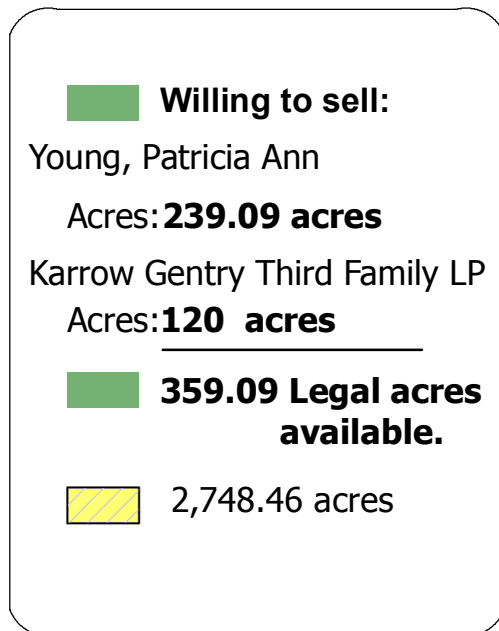 Willing to sell:
Young, Patricia Ann
Acres: 239.09 acres
Karrow Gentry Third Family LP
Acres: 120 acres
359.09 Legal acres
available.
2,748.46 acres